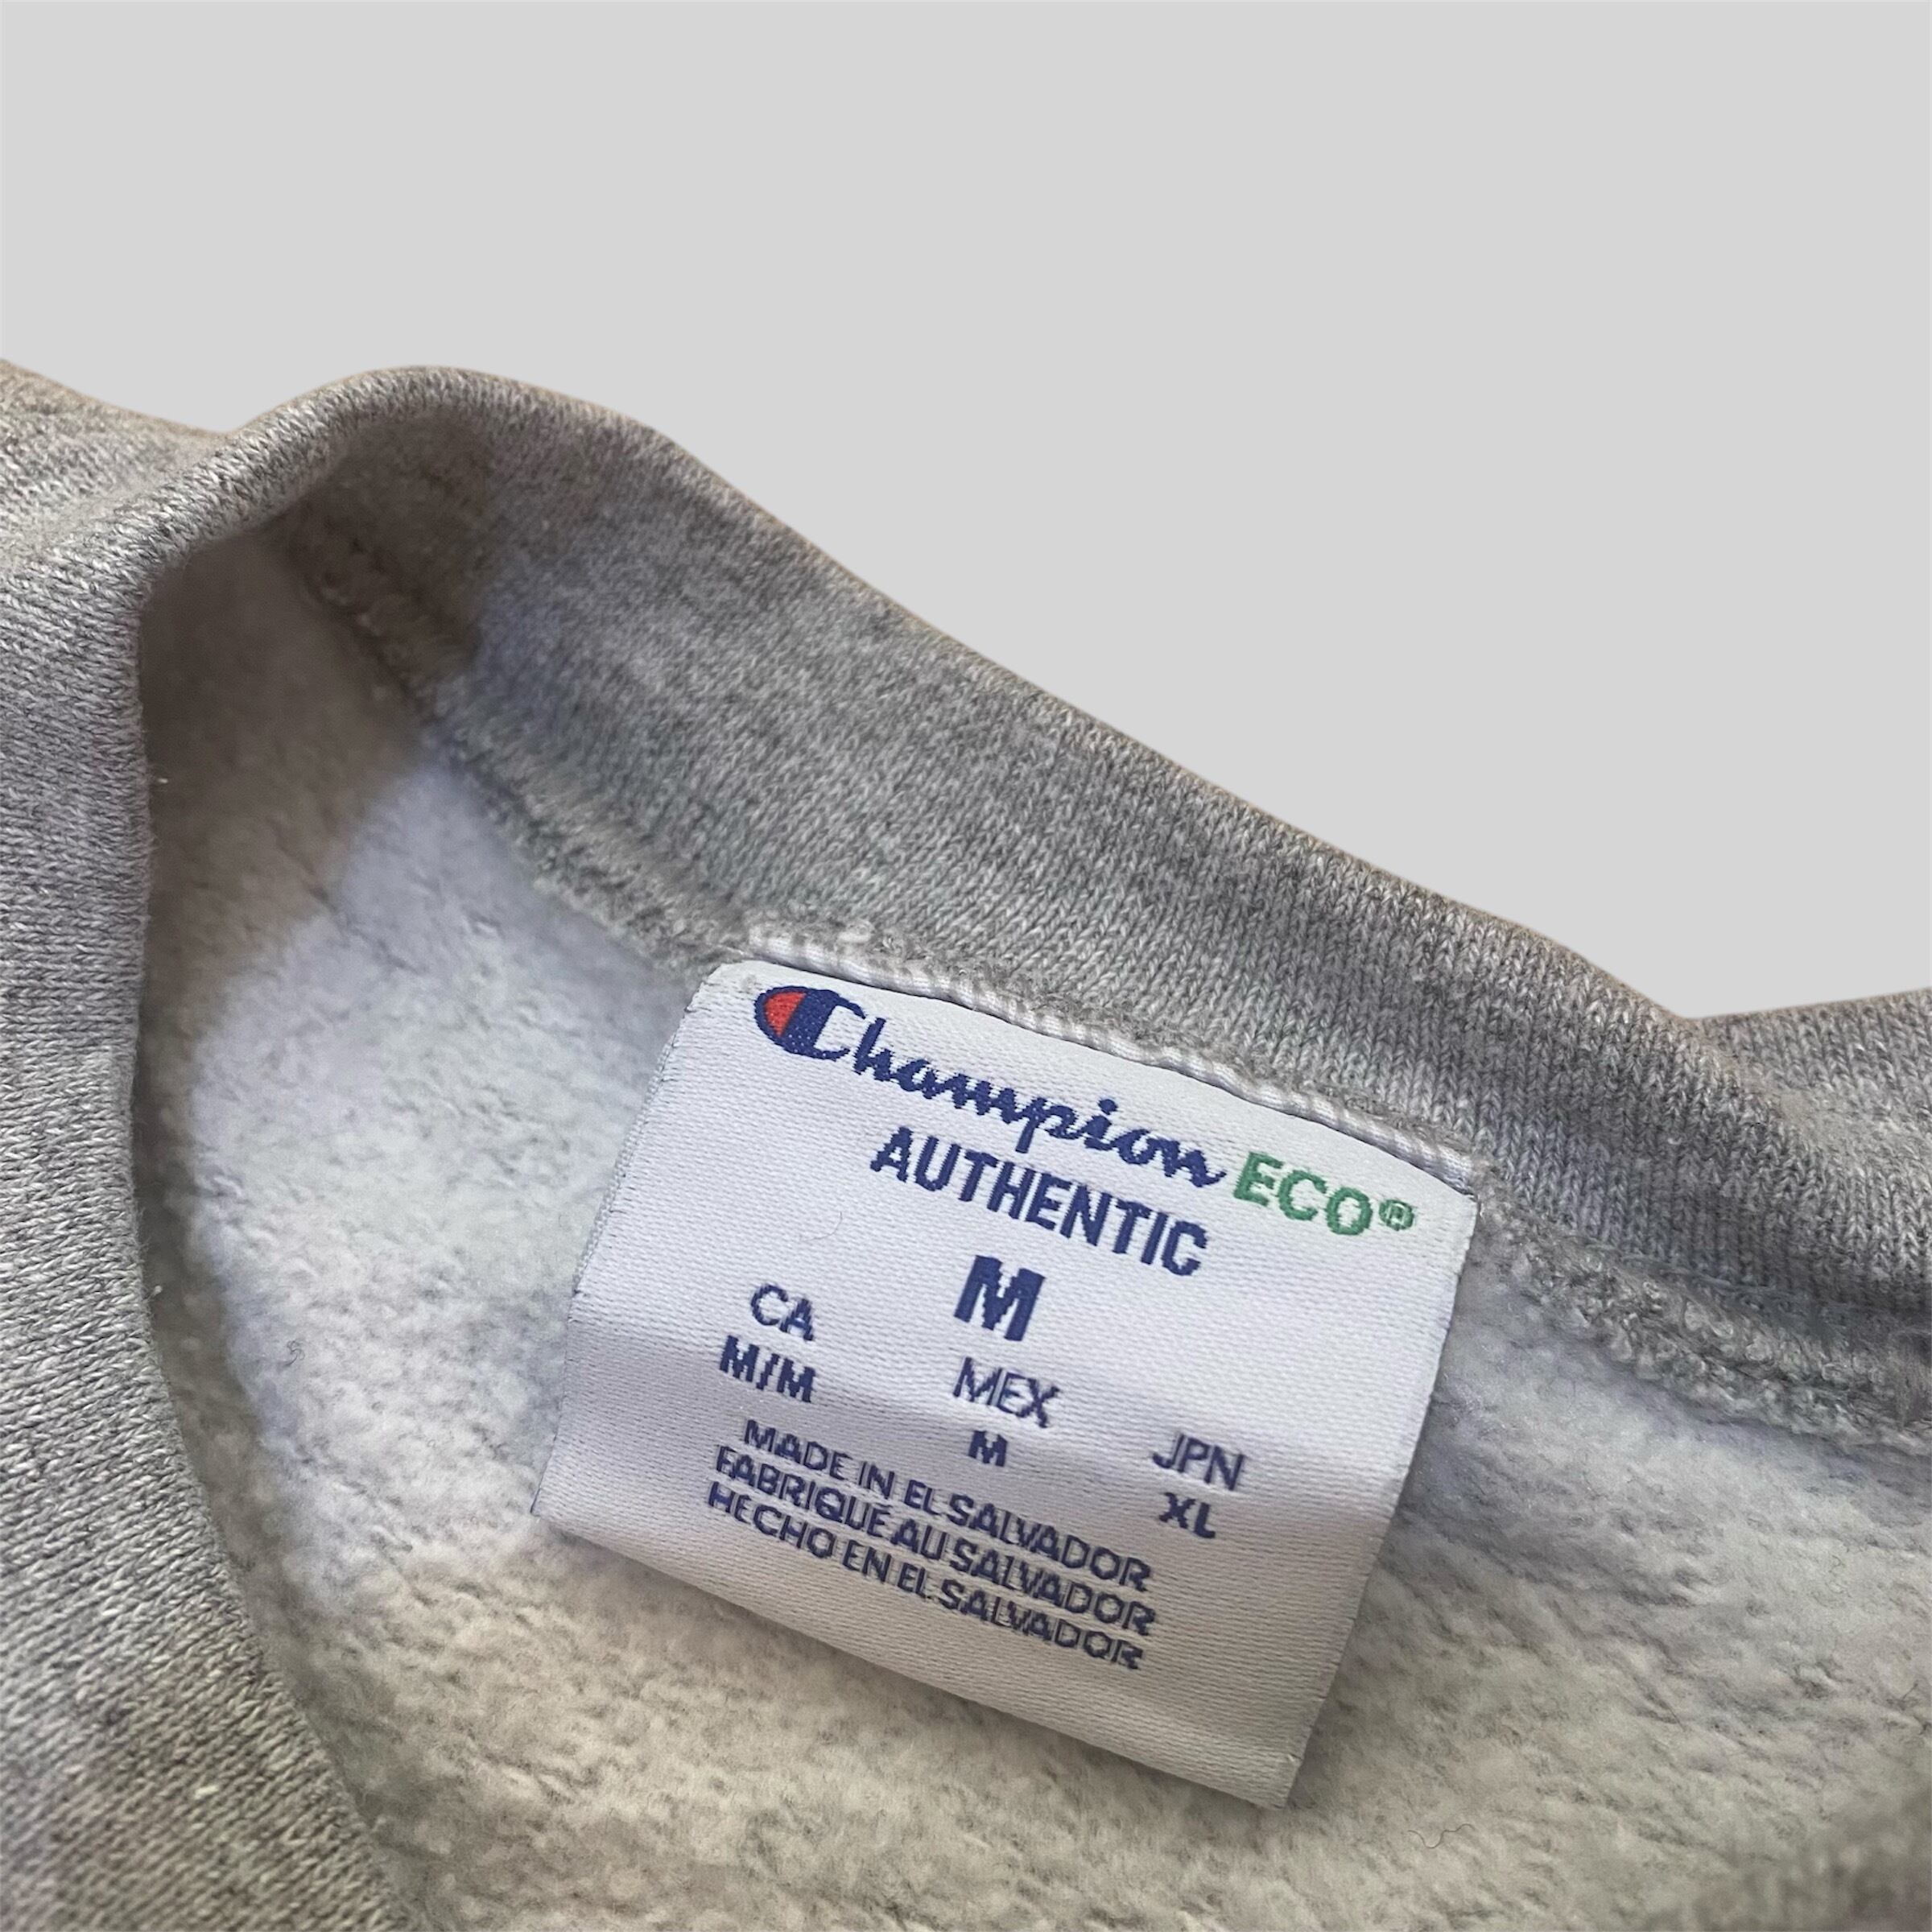 Champion ECO®
AUTHENTIC
M
CA MEX JPN
M/M M XL
MADE IN EL SALVADOR
FABRIQUÉ AU SALVADOR
HECHO EN EL SALVADOR